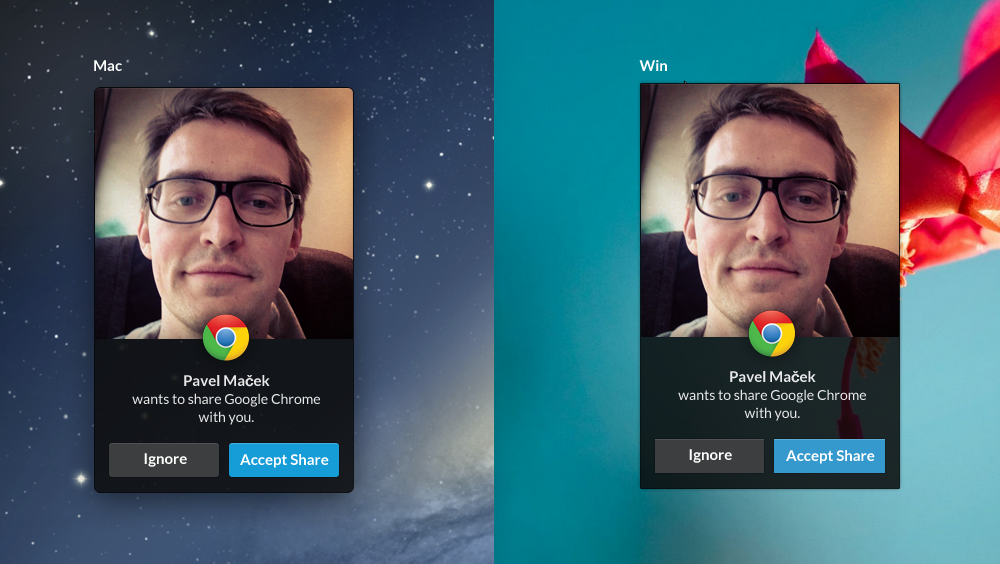 Mac
Pavel Maček
wants to share Google Chrome
with you.
Ignore
Accept Share
Win
Pavel Maček
wants to share Google Chrome
with you.
Ignore
Accept Share